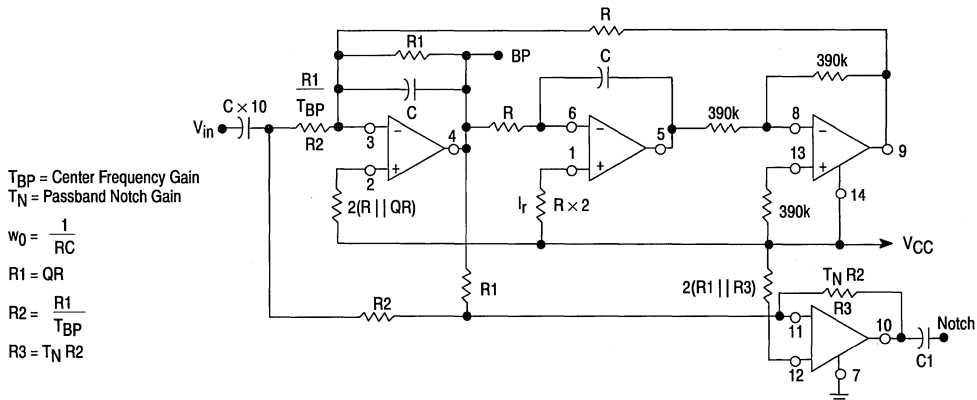 R
R1
BP
C
390k
R1
TBP
C × 10
C
Vin
R2
3
4
R
6
5
390k
8
9
2
1
13
14
TBP = Center Frequency Gain
TN = Passband Notch Gain
2(R||QR)
Ir
R × 2
390k
VCC
w0 = 1
RC
R1 = QR
R1
2(R1||R3)
TN R2
R3
R2 = R1
TBP
R2
11
10
Notch
R3 = TN R2
12
7
C1